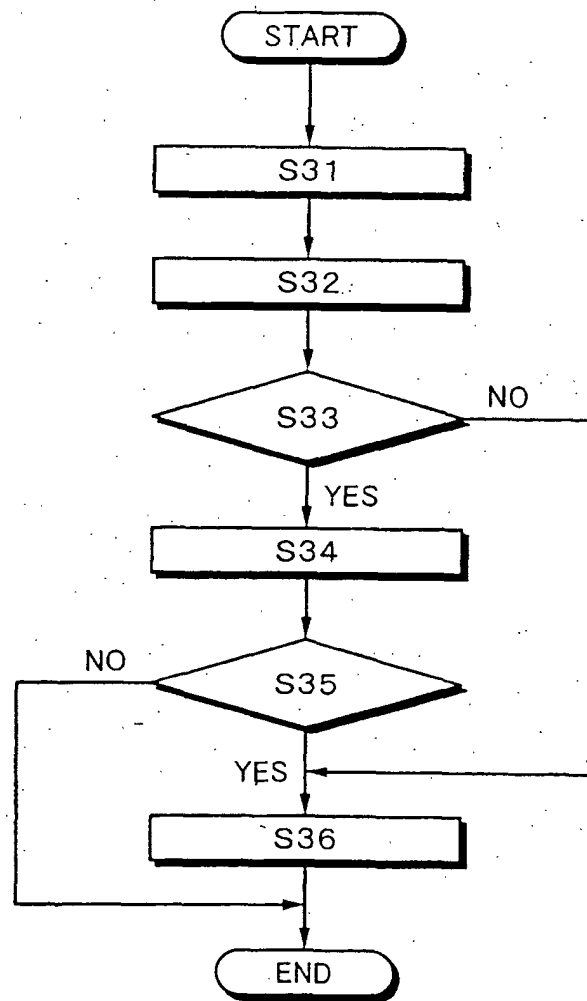 START
S31
S32
S33
NO
YES
S34
NO
S35
YES
S36
END